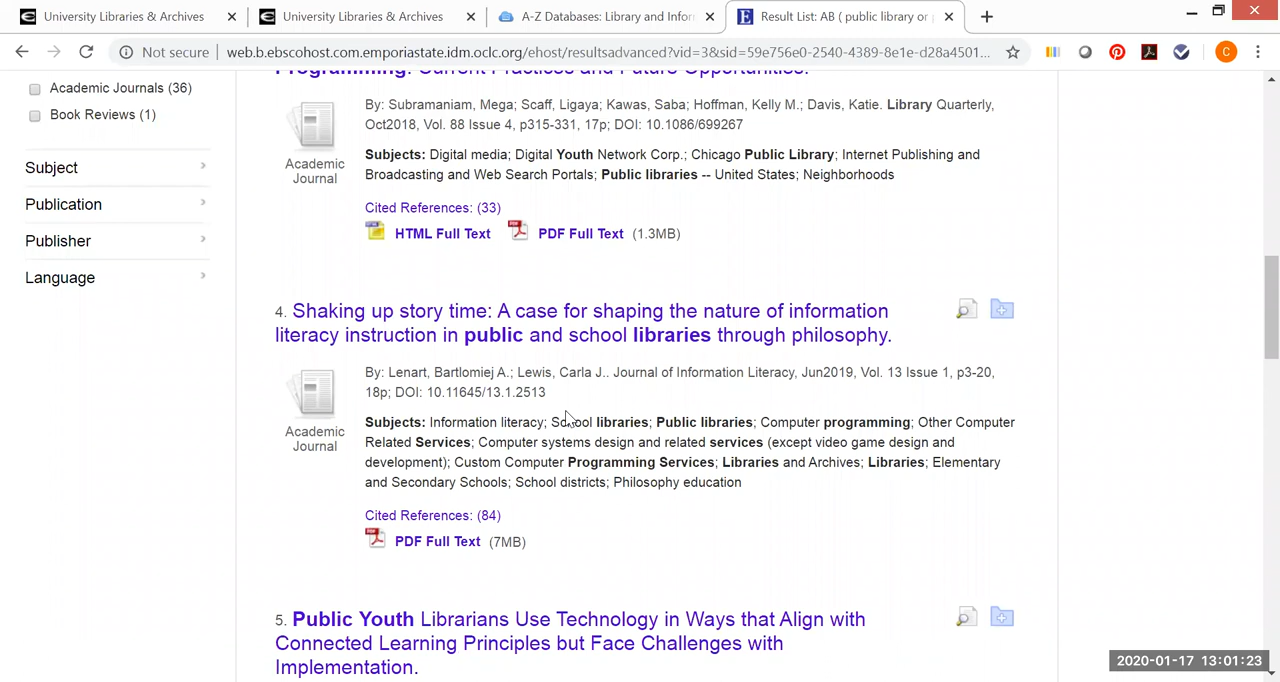 University Libraries & Archives
University Libraries & Archives
A-Z Databases: Library and Infor
Result List: AB ( public library or
Not secure
web.b.ebscohost.com.emporiastate.idm.oclc.org/ehost/resultsadvanced?vid=3&sid=59e756e0-2540-4389-8e1e-d28a4501...
C
Academic Journals (36)
Book Reviews (1)
Subject
Publication
Publisher
Language
Programming: Current Practices and Future Opportunities.
Academic
Journal
By: Subramaniam, Mega; Scaff, Ligaya; Kawas, Saba; Hoffman, Kelly M.; Davis, Katie. Library Quarterly,
Oct2018, Vol. 88 Issue 4, p315-331, 17p; DOI: 10.1086/699267
Subjects: Digital media; Digital Youth Network Corp.; Chicago Public Library; Internet Publishing and
Broadcasting and Web Search Portals; Public libraries -- United States; Neighborhoods
Cited References: (33)
HTML Full Text PDF Full Text (1.3MB)
4. Shaking up story time: A case for shaping the nature of information
literacy instruction in public and school libraries through philosophy.
Academic
Journal
By: Lenart, Bartlomiej A.; Lewis, Carla J.. Journal of Information Literacy, Jun2019, Vol. 13 Issue 1, p3-20,
18p; DOI: 10.11645/13.1.2513
Subjects: Information literacy; School libraries; Public libraries; Computer programming; Other Computer
Related Services; Computer systems design and related services (except video game design and
development); Custom Computer Programming Services; Libraries and Archives; Libraries; Elementary
and Secondary Schools; School districts; Philosophy education
Cited References: (84)
PDF Full Text (7MB)
5. Public Youth Librarians Use Technology in Ways that Align with
Connected Learning Principles but Face Challenges with
Implementation.
2020-01-17 13:01:23